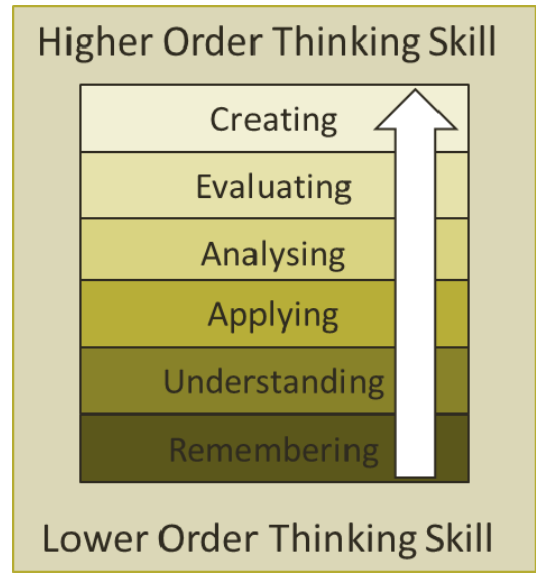 Higher Order Thinking Skill
Creating
Evaluating
Analysing
Applying
Understanding
Remembering
Lower Order Thinking Skill